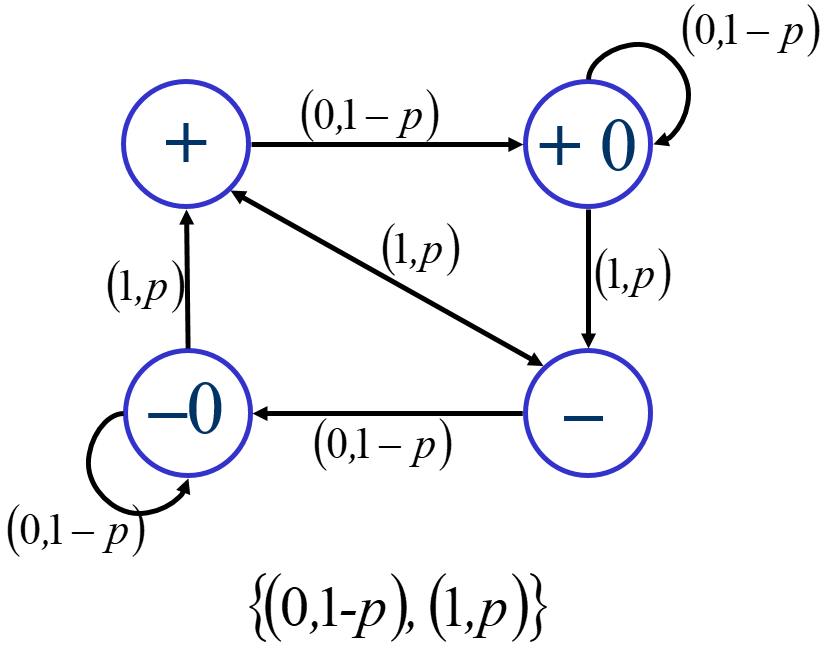 (0,1 – p)
(0,1 – p)
+
+ 0
(1,p)
(1,p)
(1,p)
–0
–
(0,1 – p)
(0,1 – p)
{(0,1-p), (1,p)}